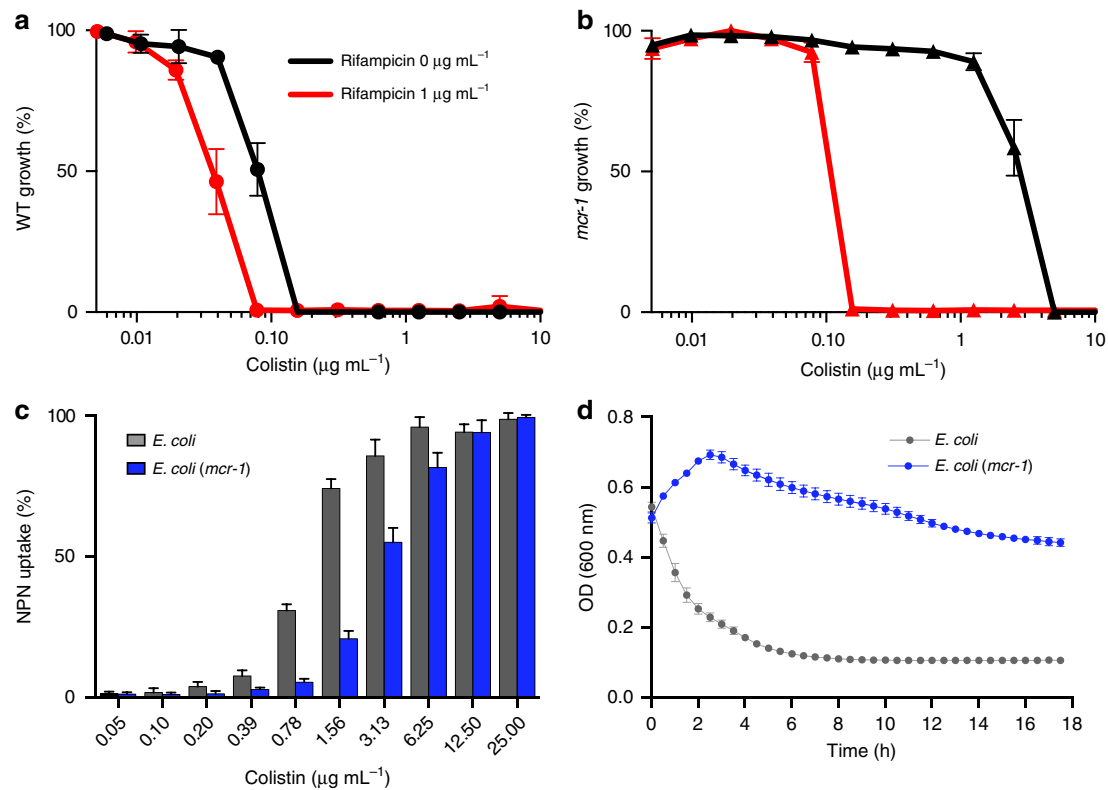 a
100
50
0
WT growth (%)
Rifampicin 0 μg mL⁻¹
Rifampicin 1 μg mL⁻¹
0.01
0.10
1
10
Colistin (μg mL⁻¹)
b
100
50
0
mcr-1 growth (%)
0.01
0.10
1
10
Colistin (μg mL⁻¹)
c
100
50
0
NPN uptake (%)
E. coli
E. coli (mcr-1)
0.05
0.10
0.20
0.39
0.78
1.56
3.13
6.25
12.50
25.00
Colistin (μg mL⁻¹)
d
0.8
0.6
0.4
0.2
0.0
OD (600 nm)
E. coli
E. coli (mcr-1)
0
2
4
6
8
10
12
14
16
18
Time (h)